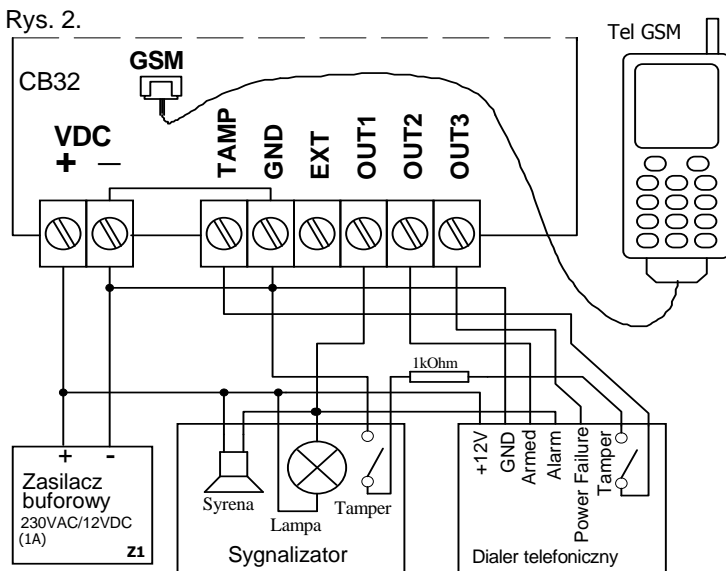 Rys. 2.
Tel GSM
CB32
GSM
VDC
+ —
TAMP
GND
EXT
OUT1
OUT2
OUT3
1kOhm
+ -
Zasilacz
buforowy
230VAC/12VDC
(1A)
Z1
Syrena
Lampa
Tamper
Sygnalizator
+12V
GND
Armed
Alarm
Power Failure
Tamper
Dialer telefoniczny